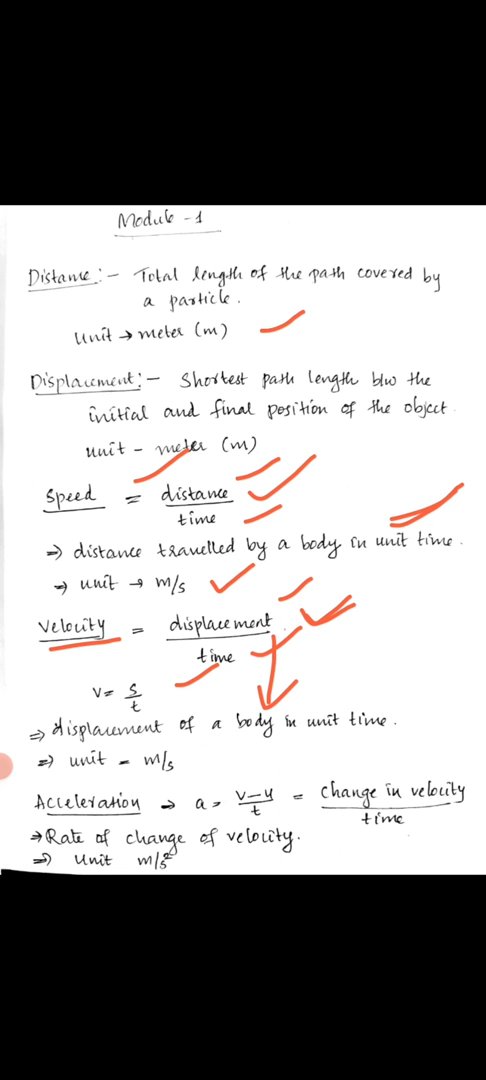 Module - 1
Distance :- Total length of the path covered by
a particle.
unit → meter (m)
Displacement :- Shortest path length b/w the
initial and final position of the object.
unit - meter (m)
Speed = distance/time
⇒ distance travelled by a body in unit time.
⇒ unit → m/s
Velocity = displacement/time
v = s/t
⇒ displacement of a body in unit time.
⇒ unit = m/s
Acceleration → a = v-u/t = change in velocity/time
→ Rate of change of velocity.
⇒ unit m/s²